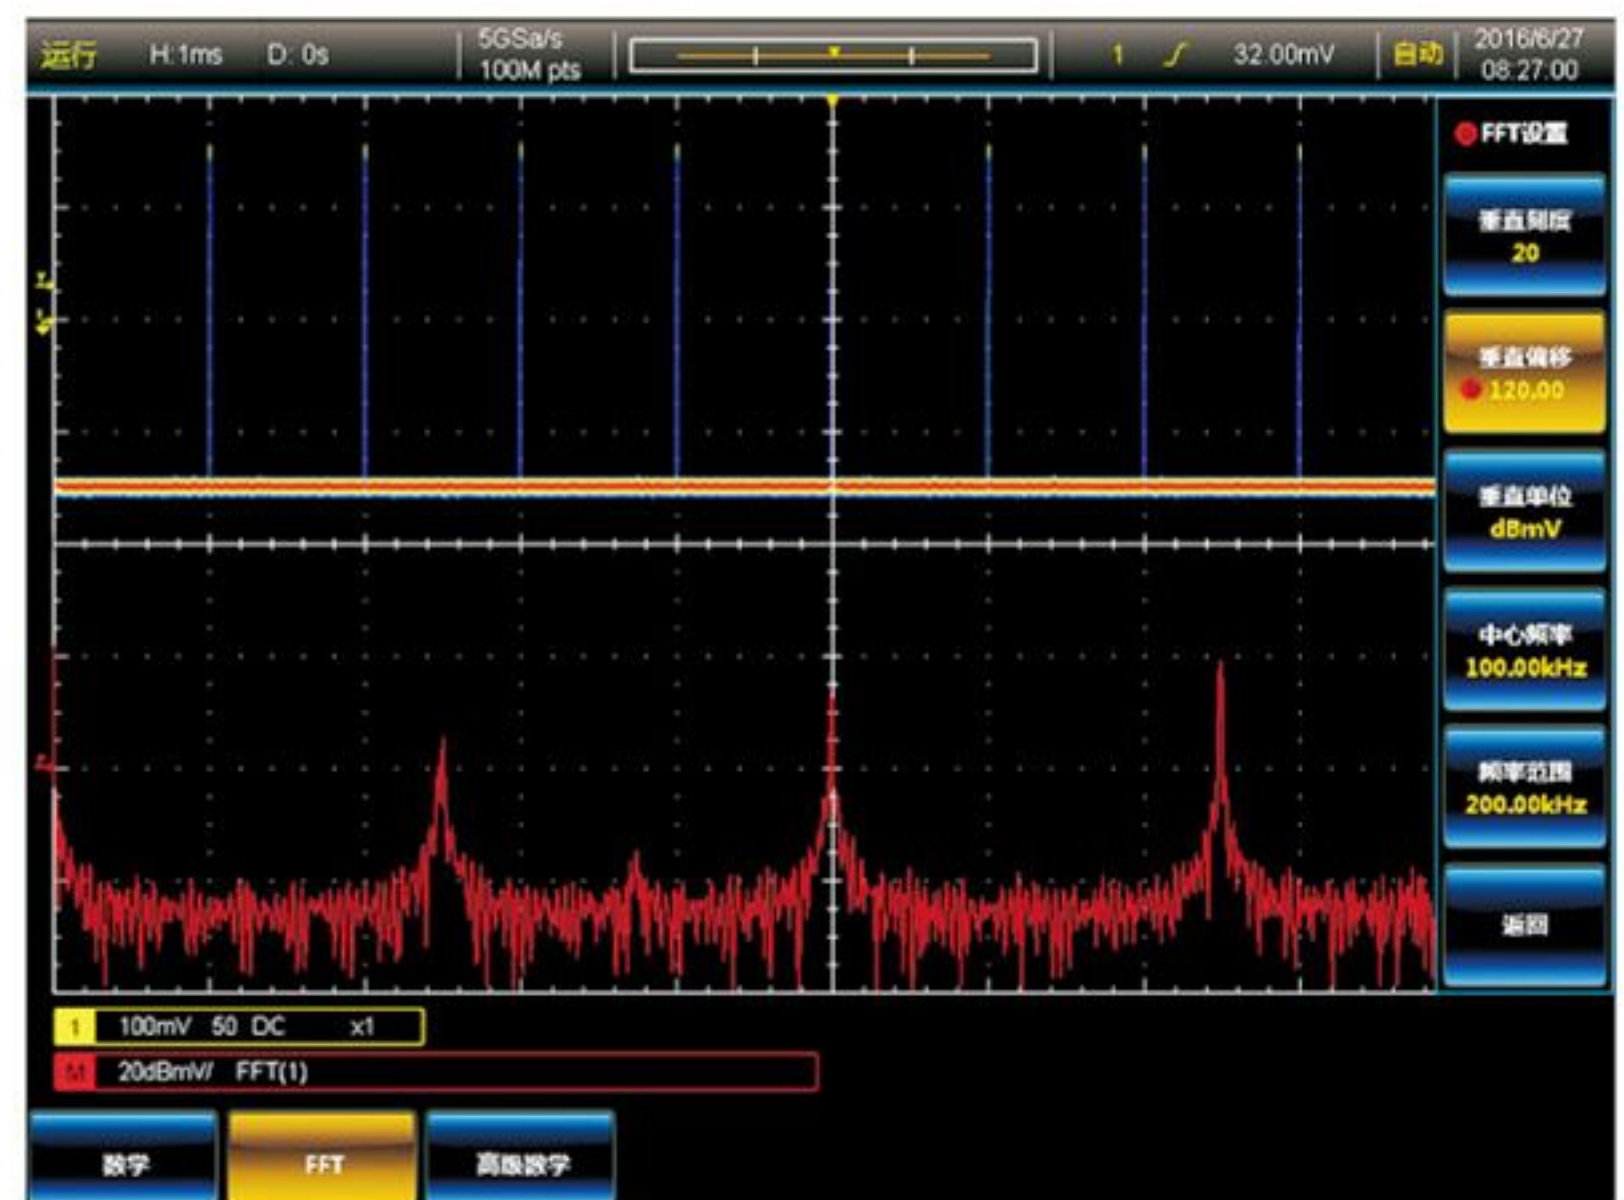 运行 H:1ms D: 0s 5GSa/s 1 32.00mV 自动 2016/6/27
100M pts 08:27:00
FFT设置
垂直刻度
20
垂直偏移
120.00
垂直单位
dBmV
中心频率
100.00kHz
频率范围
200.00kHz
返回
1 100mV 50 DC x1
M 20dBmV/ FFT(1)
数学 FFT 高级数学